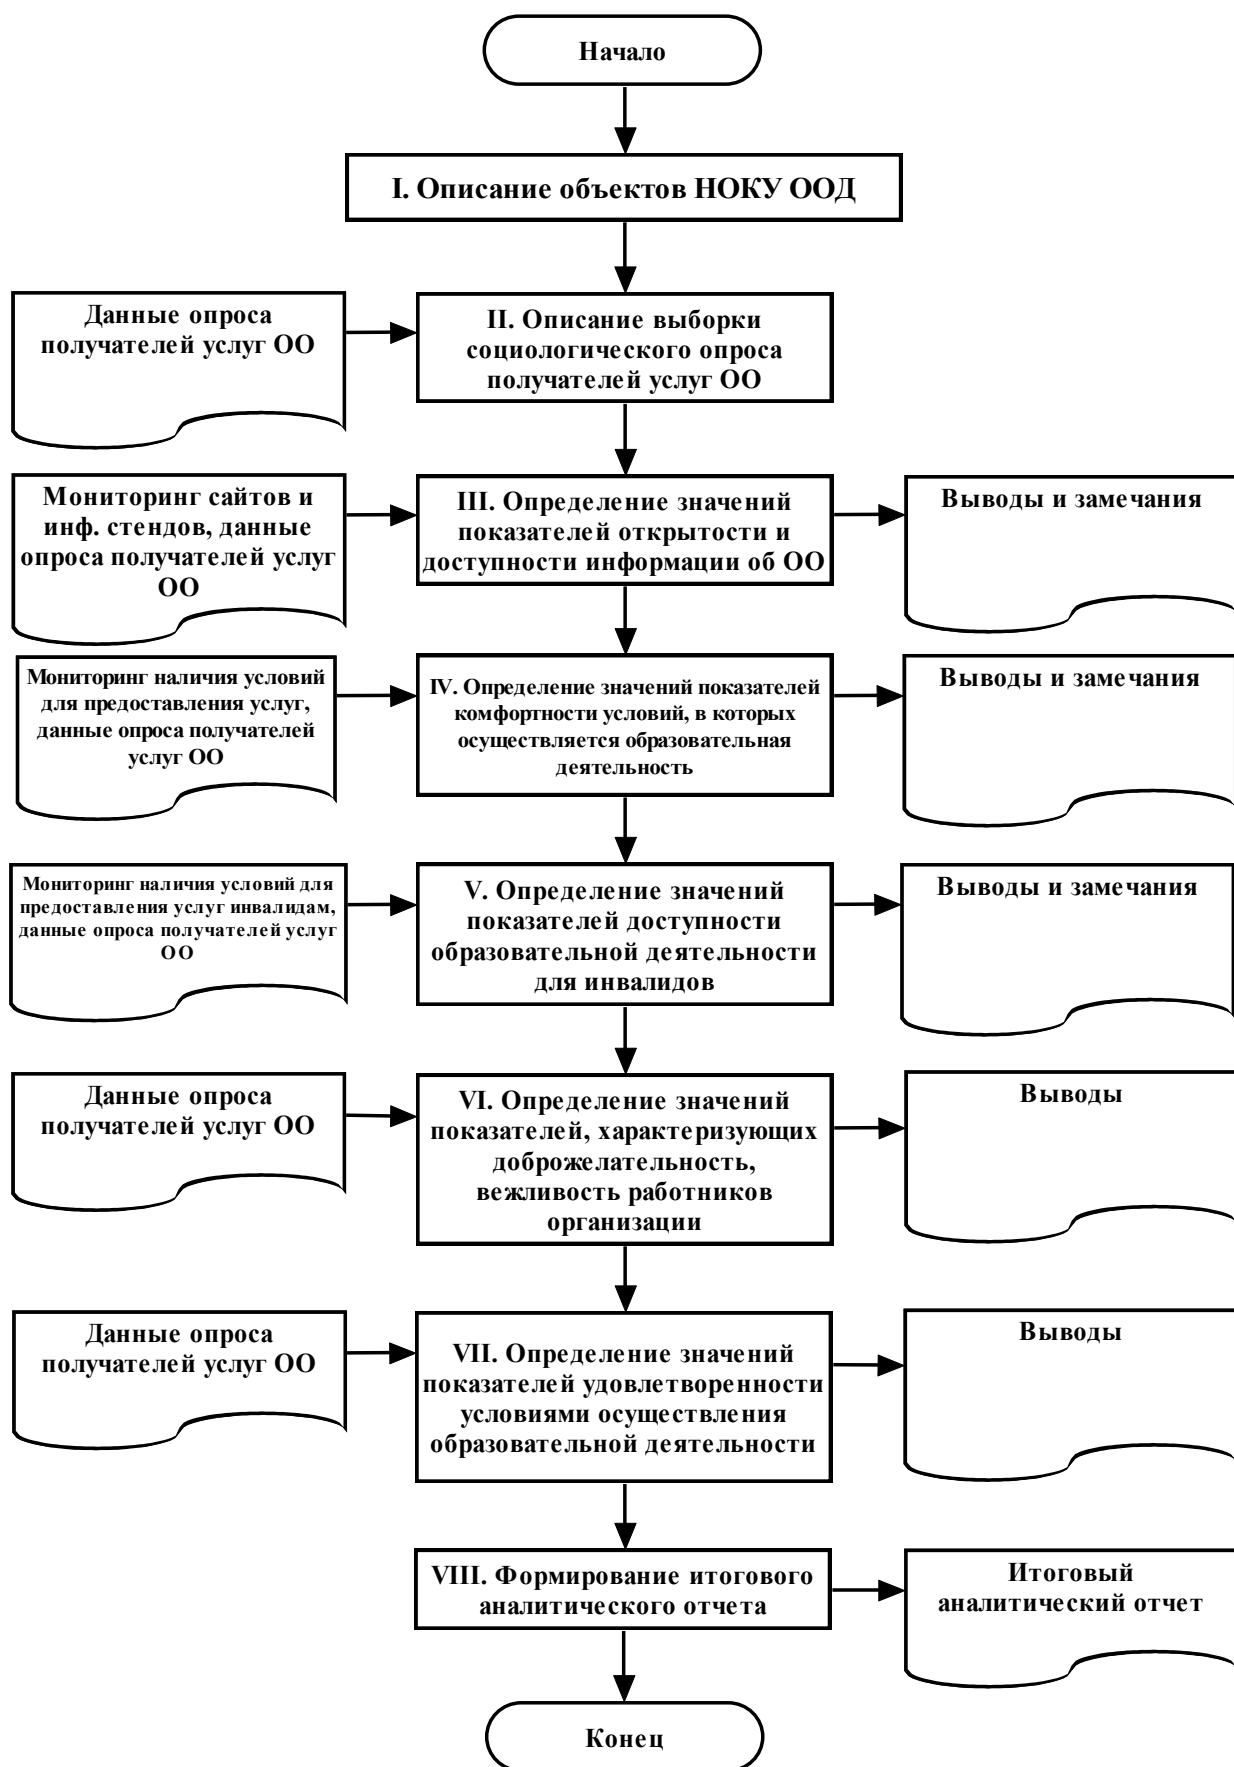 Начало
I. Описание объектов НОКУ ООД
Данные опроса
получателей услуг ОО
II. Описание выборки
социологического опроса
получателей услуг ОО
Мониторинг сайтов и
инф. стендов, данные
опроса получателей услуг
ОО
III. Определение значений
показателей открытости и
доступности информации об ОО
Выводы и замечания
Мониторинг наличия условий
для предоставления услуг,
данные опроса получателей
услуг ОО
IV. Определение значений показателей
комфортности условий, в которых
осуществляется образовательная
деятельность
Выводы и замечания
Мониторинг наличия условий для
предоставления услуг инвалидам,
данные опроса получателей услуг
ОО
V. Определение значений
показателей доступности
образовательной деятельности
для инвалидов
Выводы и замечания
Данные опроса
получателей услуг ОО
VI. Определение значений
показателей, характеризующих
доброжелательность,
вежливость работников
организации
Выводы
Данные опроса
получателей услуг ОО
VII. Определение значений
показателей удовлетворенности
условиями осуществления
образовательной деятельности
Выводы
VIII. Формирование итогового
аналитического отчета
Итоговый
аналитический отчет
Конец